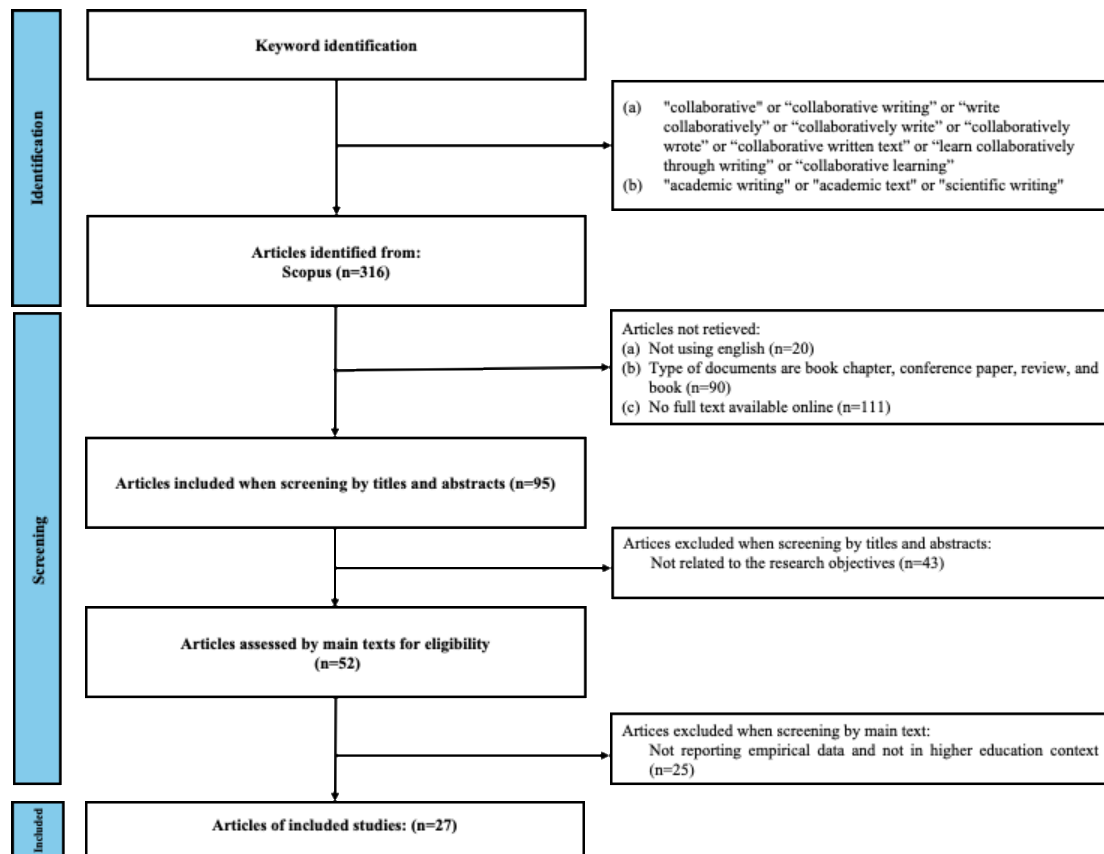 Identification
Keyword identification
(a) "collaborative" or “collaborative writing” or “write
collaboratively” or “collaboratively write” or “collaboratively
wrote” or “collaborative written text” or “learn collaboratively
through writing” or “collaborative learning”
(b) "academic writing" or "academic text" or "scientific writing"
Articles identified from:
Scopus (n=316)
Screening
Articles not retieved:
(a) Not using english (n=20)
(b) Type of documents are book chapter, conference paper, review, and
book (n=90)
(c) No full text available online (n=111)
Articles included when screening by titles and abstracts (n=95)
Artices excluded when screening by titles and abstracts:
Not related to the research objectives (n=43)
Articles assessed by main texts for eligibility
(n=52)
Artices excluded when screening by main text:
Not reporting empirical data and not in higher education context
(n=25)
Included
Articles of included studies: (n=27)